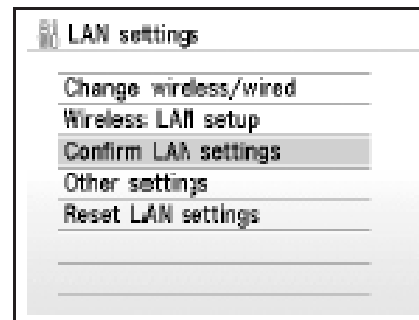 LAN settings
Change wireless/wired
Wireless LAN setup
Confirm LAN settings
Other settings
Reset LAN settings